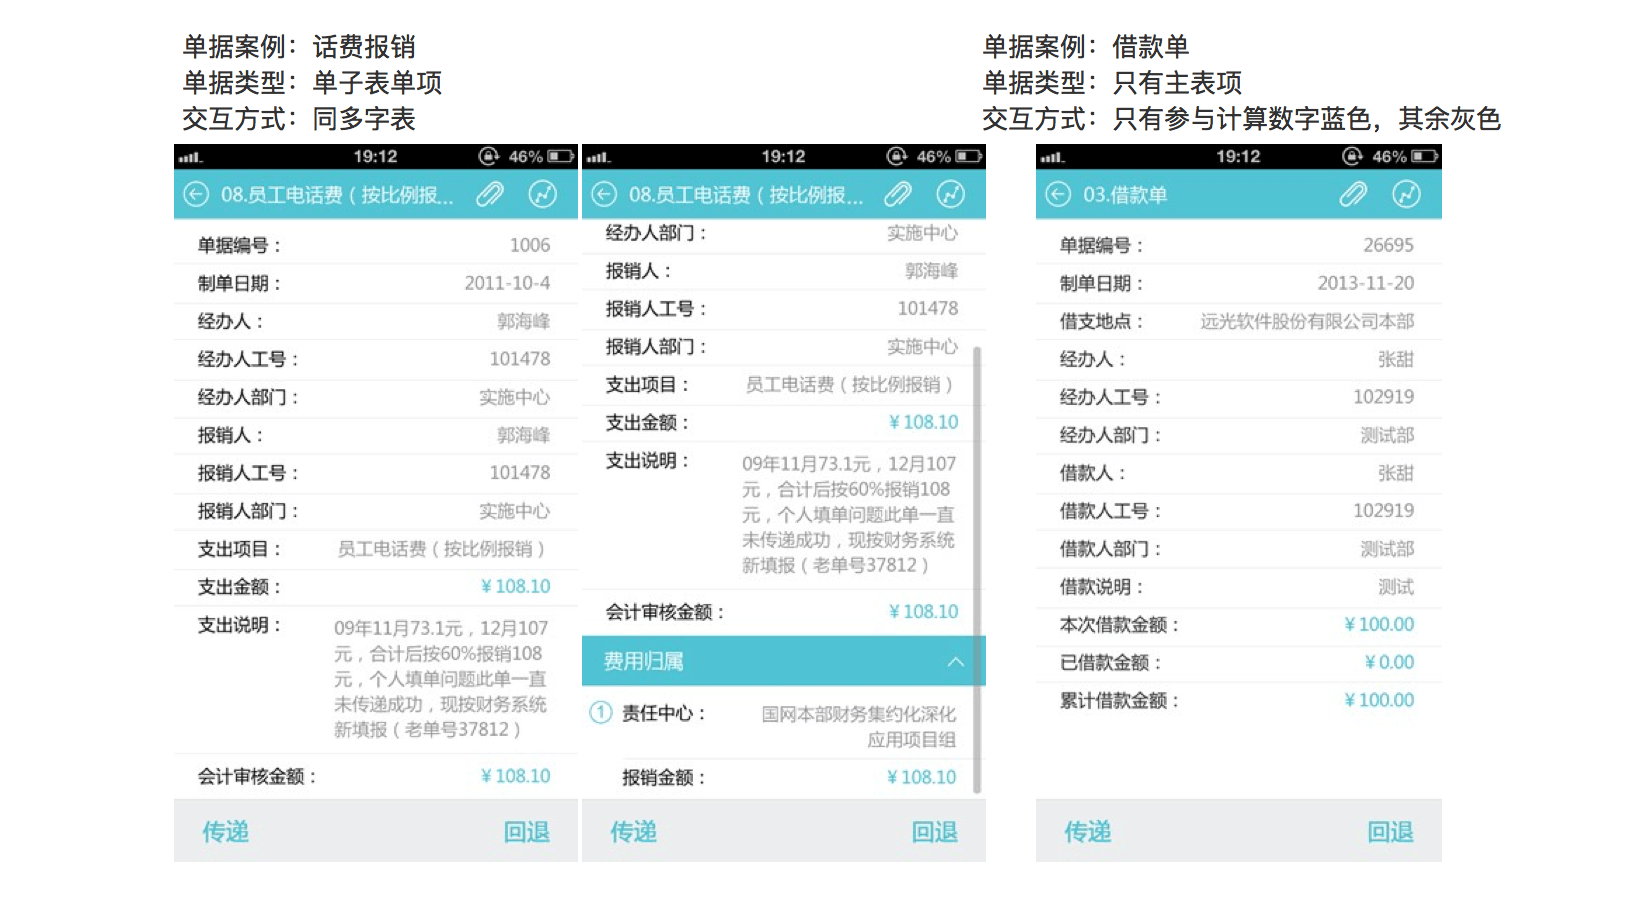 单据案例：话费报销
单据类型：单子表单项
交互方式：同多字表
19:12
46%
08.员工电话费（按比例报...
单据编号：
1006
制单日期：
2011-10-4
经办人：
郭海峰
经办人工号：
101478
经办人部门：
实施中心
报销人：
郭海峰
报销人工号：
101478
报销人部门：
实施中心
支出项目：
员工电话费（按比例报销）
支出金额：
￥108.10
支出说明：
09年11月73.1元，12月107
元，合计后按60%报销108
元，个人填单问题此单一直
未传递成功，现按财务系统
新填报（老单号37812）
会计审核金额：
￥108.10
传递
回退
19:12
46%
08.员工电话费（按比例报...
经办人部门：
实施中心
报销人：
郭海峰
报销人工号：
101478
报销人部门：
实施中心
支出项目：
员工电话费（按比例报销）
支出金额：
￥108.10
支出说明：
09年11月73.1元，12月107
元，合计后按60%报销108
元，个人填单问题此单一直
未传递成功，现按财务系统
新填报（老单号37812）
会计审核金额：
￥108.10
费用归属
1
责任中心：
国网本部财务集约化深化
应用项目组
报销金额：
￥108.10
传递
回退
单据案例：借款单
单据类型：只有主表项
交互方式：只有参与计算数字蓝色，其余灰色
19:12
46%
03.借款单
单据编号：
26695
制单日期：
2013-11-20
借支地点：
远光软件股份有限公司本部
经办人：
张甜
经办人工号：
102919
经办人部门：
测试部
借款人：
张甜
借款人工号：
102919
借款人部门：
测试部
借款说明：
测试
本次借款金额：
￥100.00
已借款金额：
￥0.00
累计借款金额：
￥100.00
传递
回退